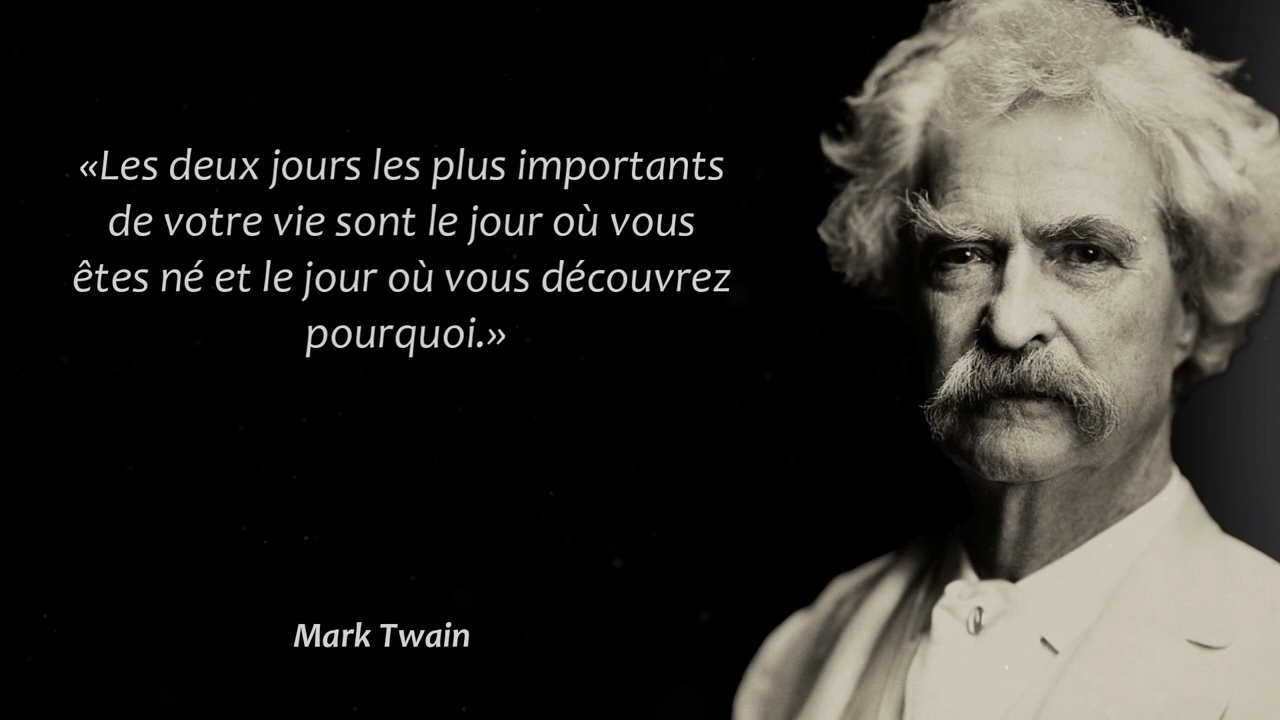 «Les deux jours les plus importants
de votre vie sont le jour où vous
êtes né et le jour où vous découvrez
pourquoi.»
Mark Twain